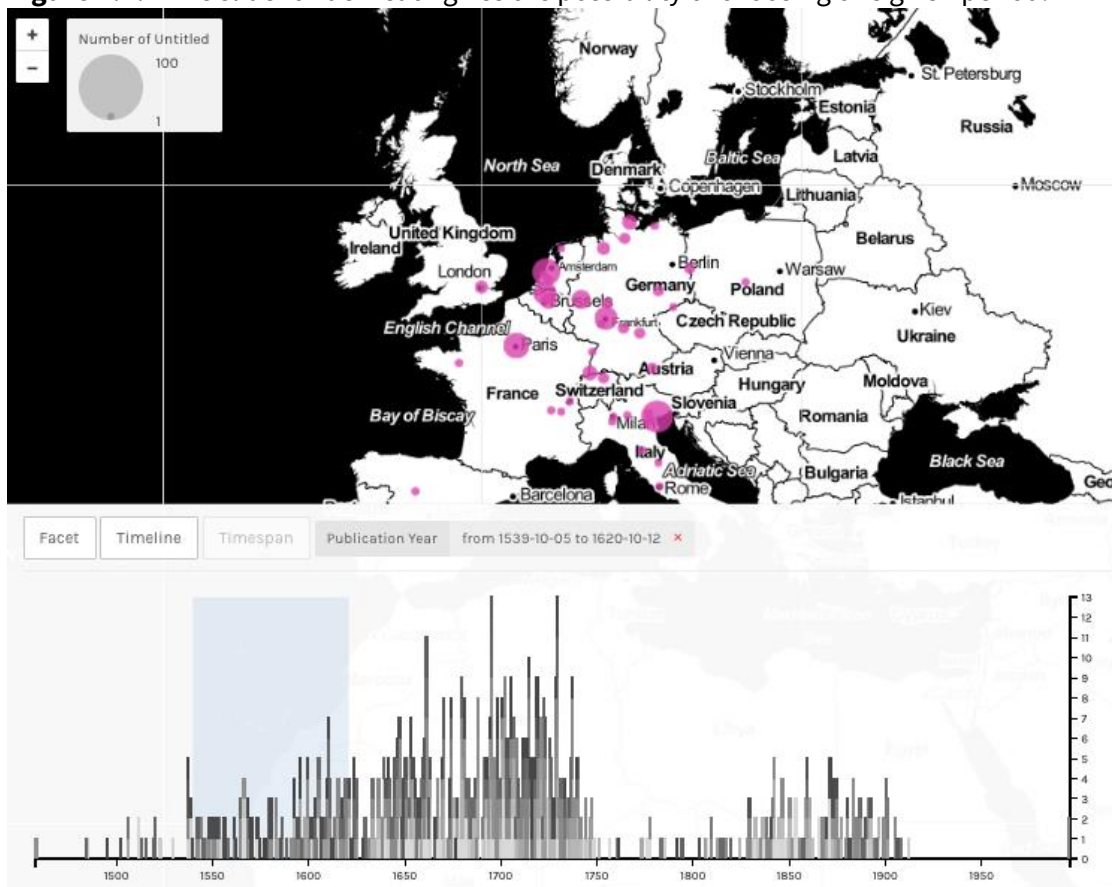 +
−
Number of Untitled
100
1
Norway
Stockholm
St. Petersburg
Estonia
Russia
North Sea
Denmark
Baltic Sea
Latvia
Copenhagen
Lithuania
Moscow
United Kingdom
Ireland
Belarus
London
Amsterdam
Berlin
Warsaw
Germany
Poland
Brussels
Kiev
English Channel
Frankfurt
Czech Republic
Ukraine
Paris
Vienna
Austria
France
Switzerland
Hungary
Moldova
Slovenia
Bay of Biscay
Milan
Romania
Italy
Adriatic Sea
Bulgaria
Black Sea
Rome
Barcelona
Istanbul
Facet
Timeline
Timespan
Publication Year
from 1539-10-05 to 1620-10-12
×
13
12
11
10
9
8
7
6
5
4
3
2
1
0
1500
1550
1600
1650
1700
1750
1800
1850
1900
1950